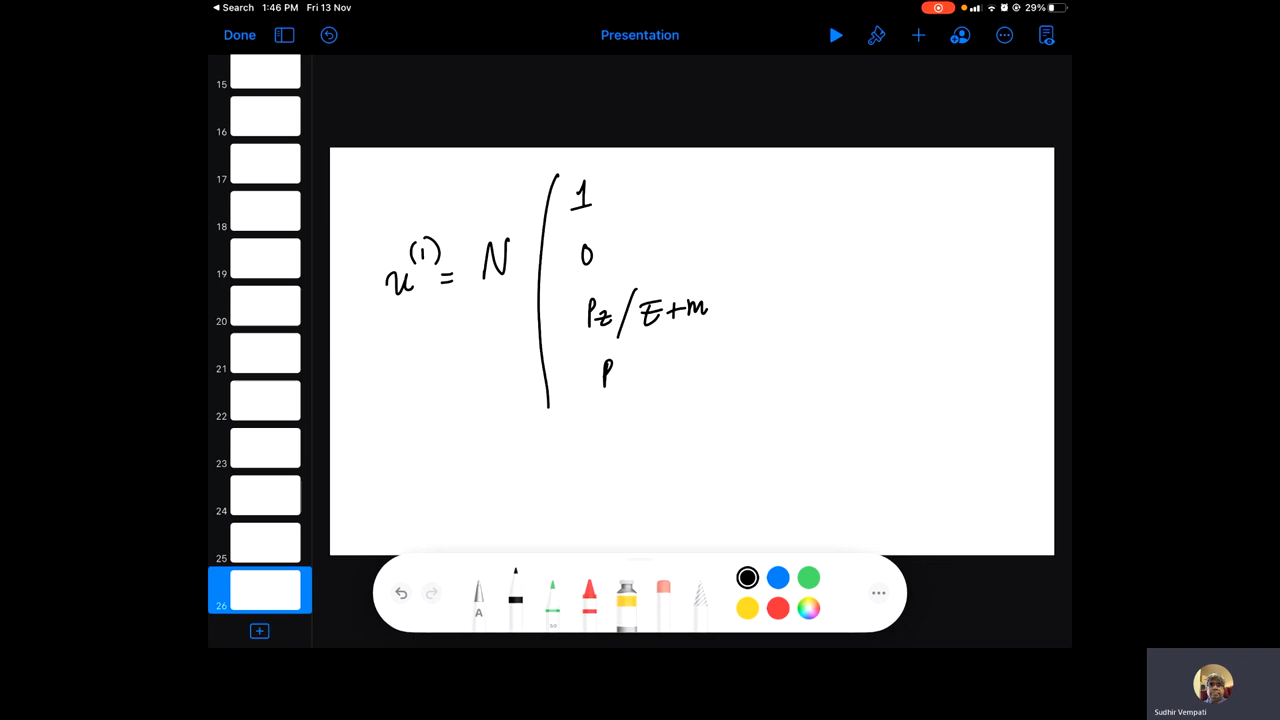 Search 1:46 PM Fri 13 Nov 29%
Done Presentation
15
16
17
18
19
20
21
22
23
24
25
26
1
0
u^(1) = N
Pz/E+m
P
A
Sudhir Vempati